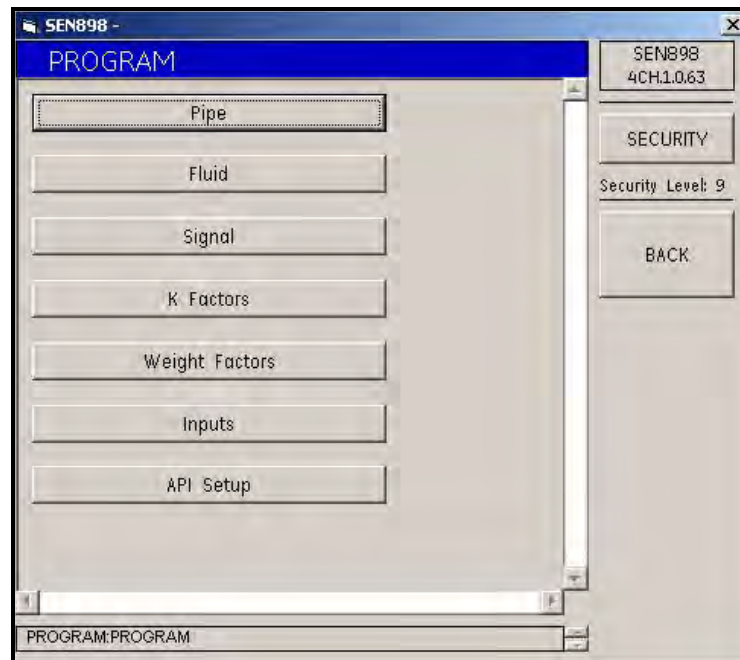 SEN898 -
PROGRAM
Pipe
Fluid
Signal
K Factors
Weight Factors
Inputs
API Setup
SEN898
4CH.1.0.63
SECURITY
Security Level: 9
BACK
PROGRAM:PROGRAM